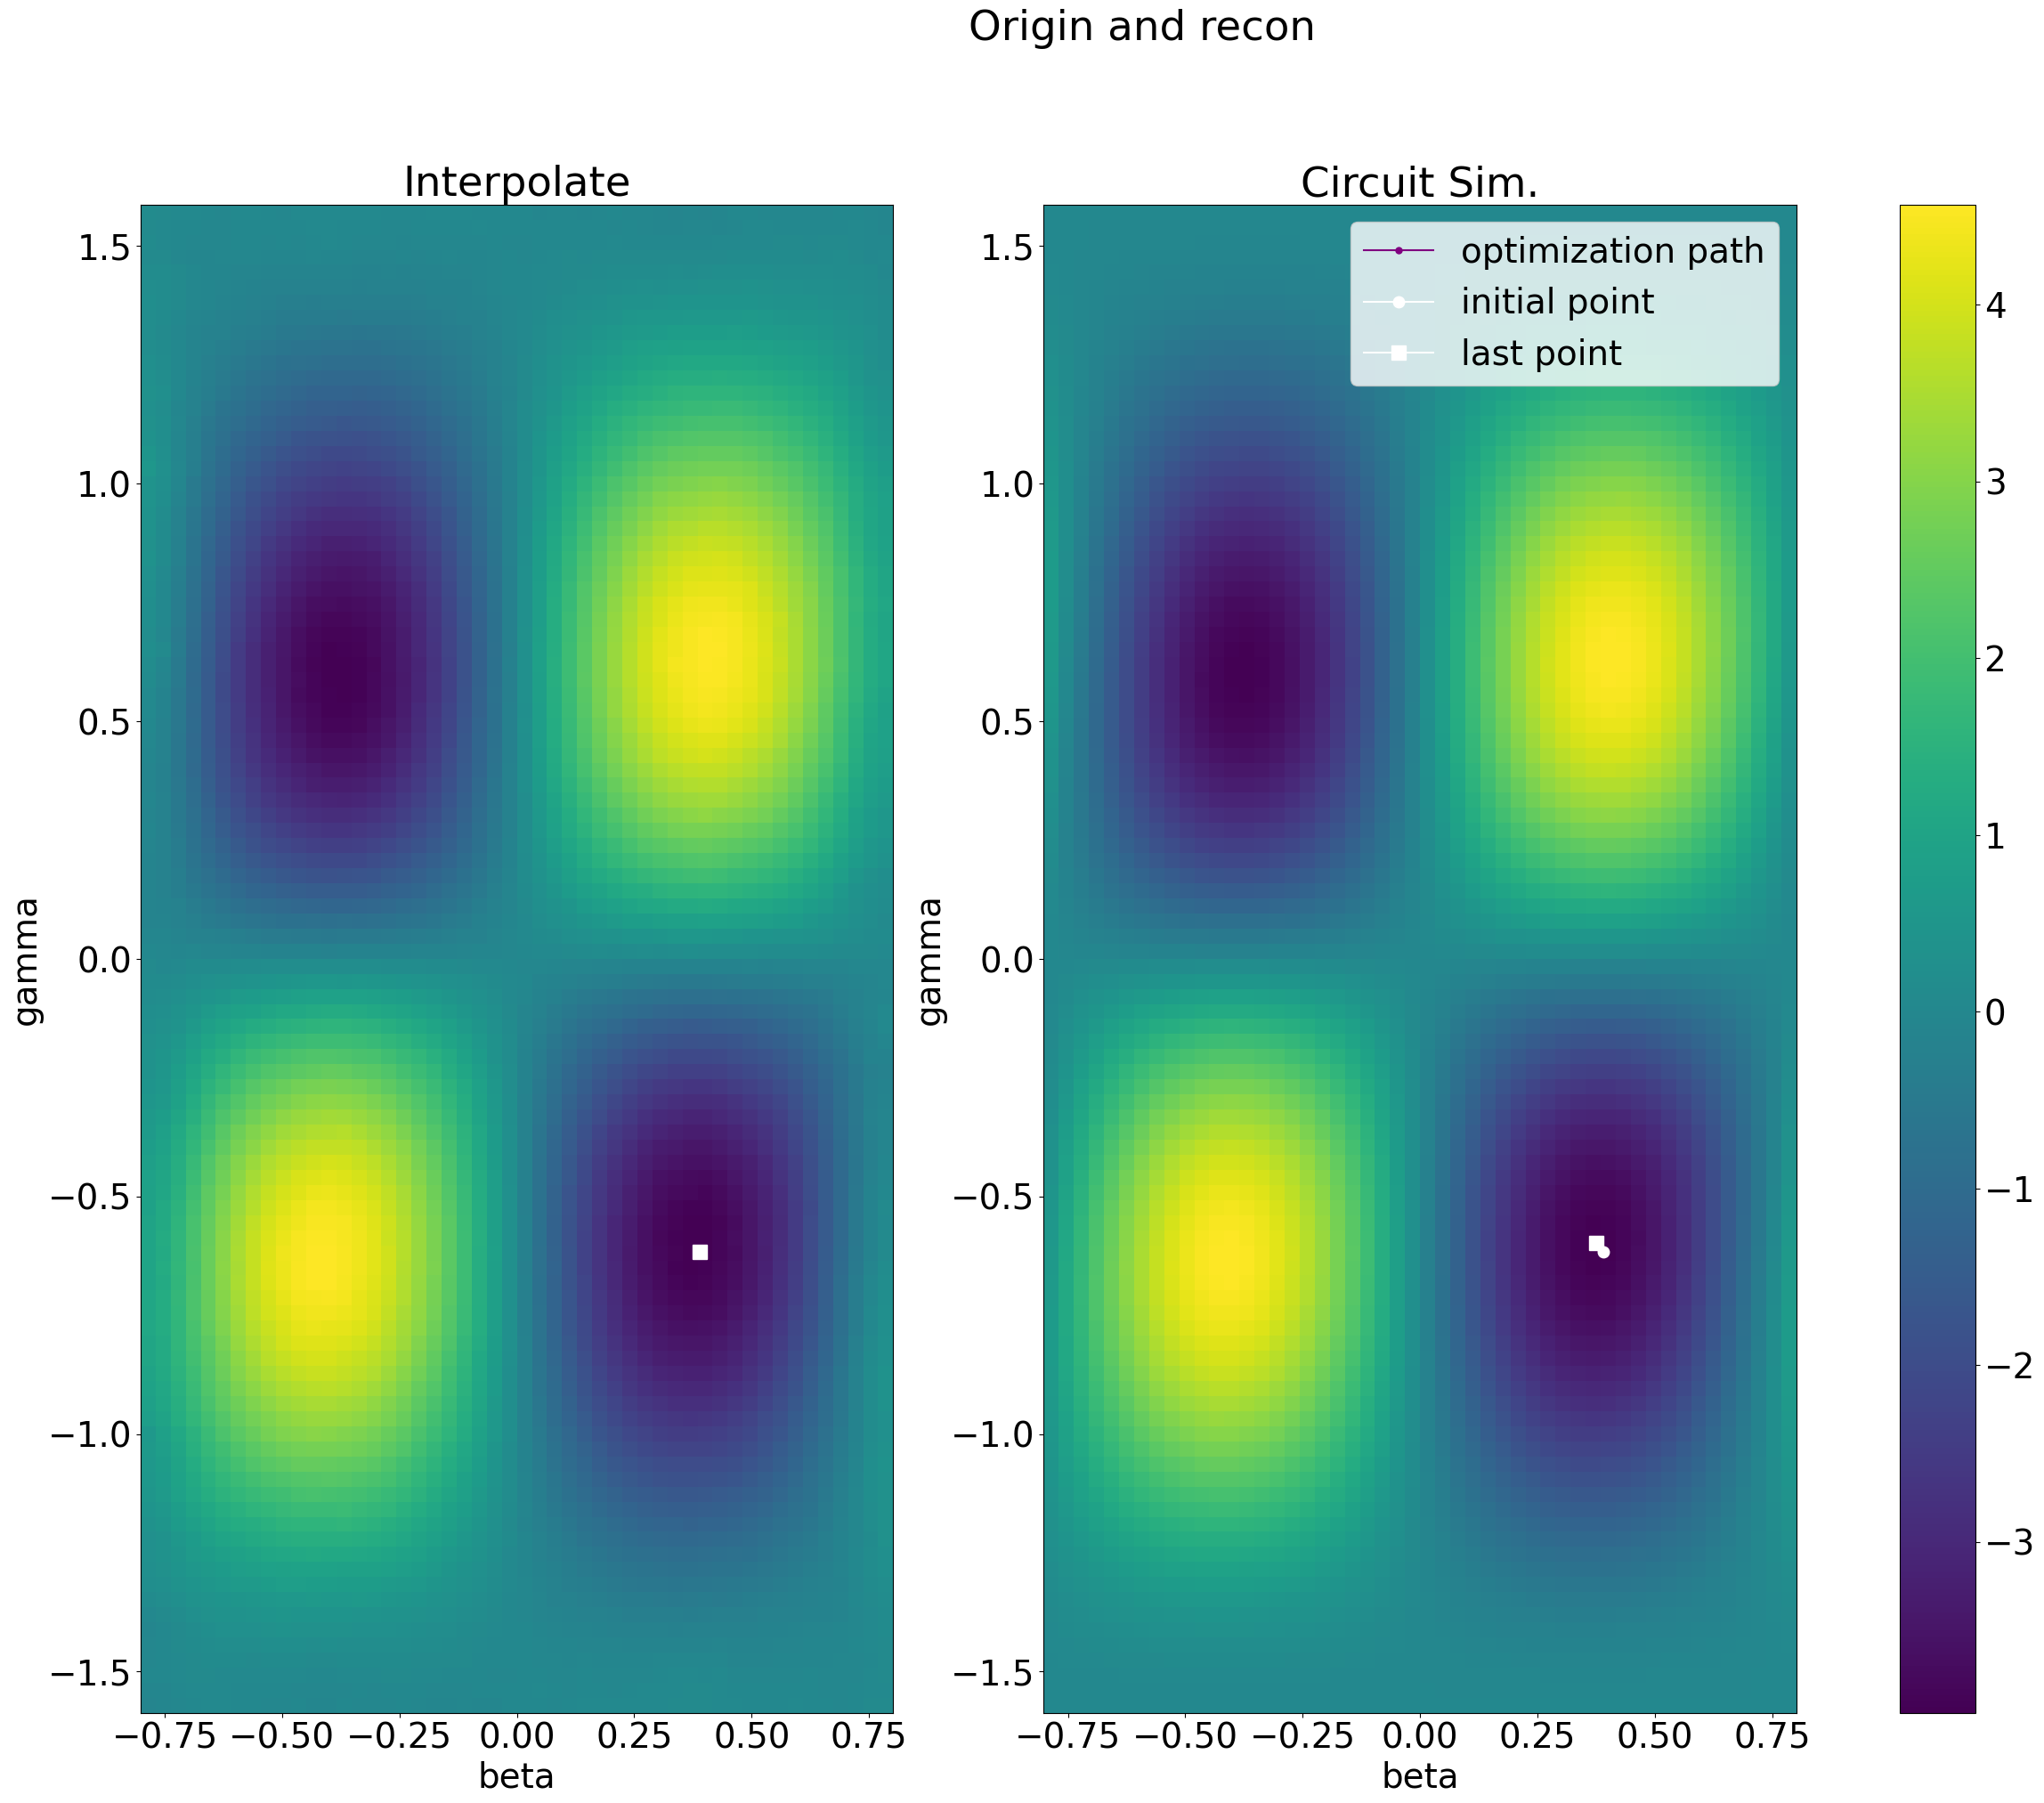 Origin and recon
Interpolate
1.5
1.0
0.5
0.0
−0.5
−1.0
−1.5
gamma
−0.75 −0.50 −0.25 0.00 0.25 0.50 0.75
beta
Circuit Sim.
optimization path
initial point
last point
1.5
1.0
0.5
0.0
−0.5
−1.0
−1.5
gamma
−0.75 −0.50 −0.25 0.00 0.25 0.50 0.75
beta
4
3
2
1
0
−1
−2
−3